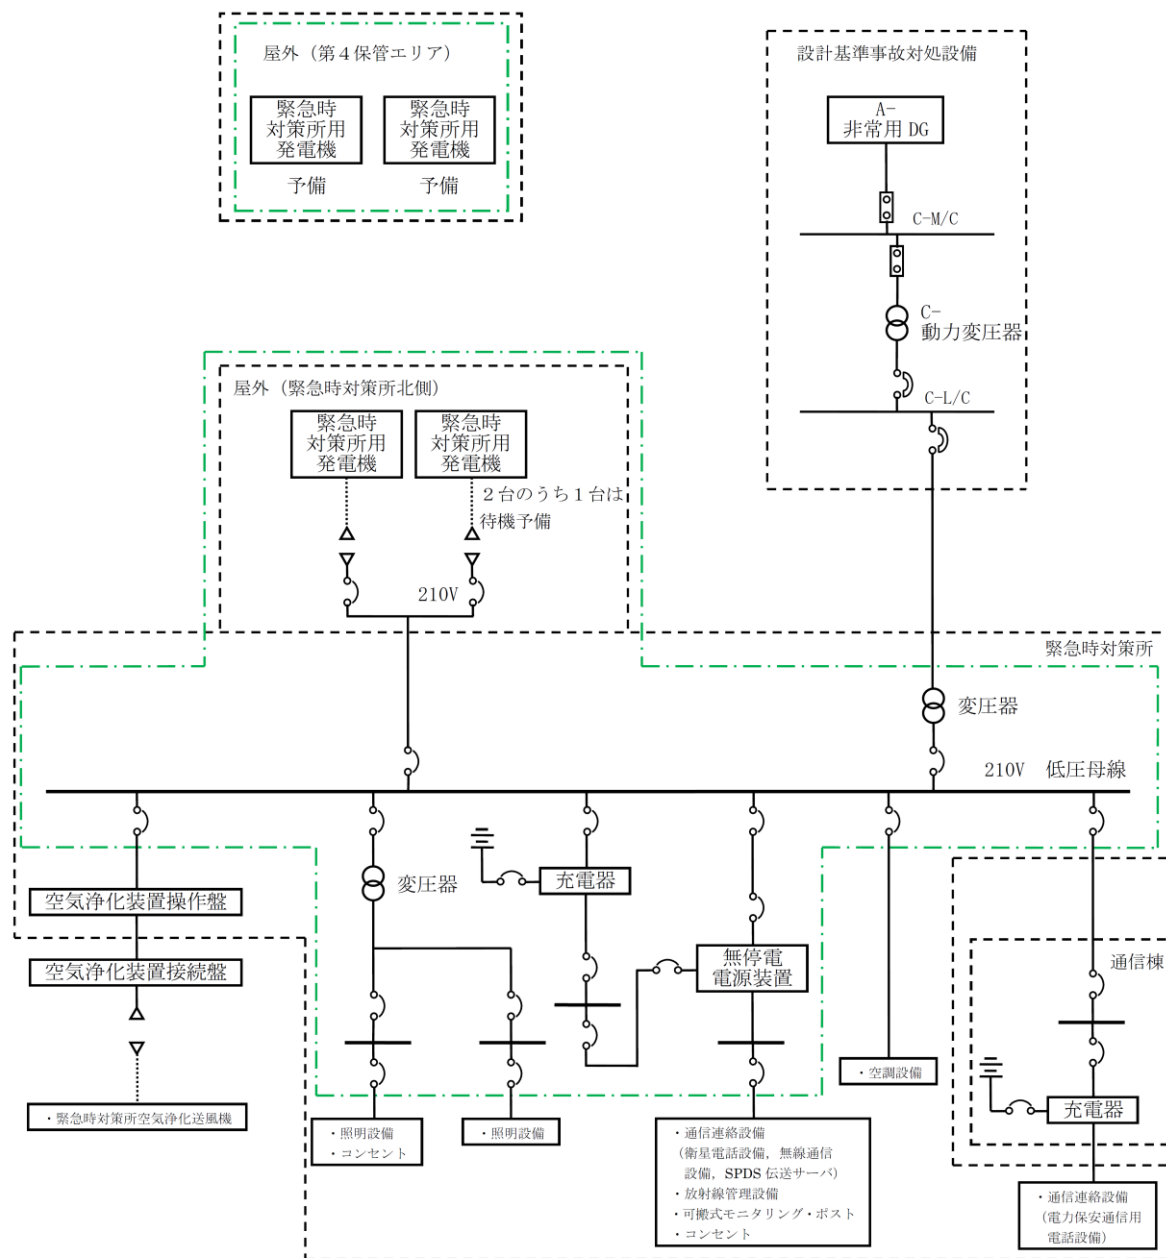 屋外（第４保管エリア）
緊急時
対策所用
発電機
予備
緊急時
対策所用
発電機
予備
設計基準事故対処設備
A-
非常用 DG
C-M/C
C-
動力変圧器
C-L/C
屋外（緊急時対策所北側）
緊急時
対策所用
発電機
緊急時
対策所用
発電機
２台のうち１台は
待機予備
210V
緊急時対策所
変圧器
210V 低圧母線
空気浄化装置操作盤
空気浄化装置接続盤
・緊急時対策所空気浄化送風機
変圧器
・照明設備
・コンセント
・照明設備
充電器
無停電
電源装置
・通信連絡設備
（衛星電話設備，無線通信
設備，SPDS 伝送サーバ）
・放射線管理設備
・可搬式モニタリング・ポスト
・コンセント
・空調設備
通信棟
充電器
・通信連絡設備
（電力保安通信用
電話設備）